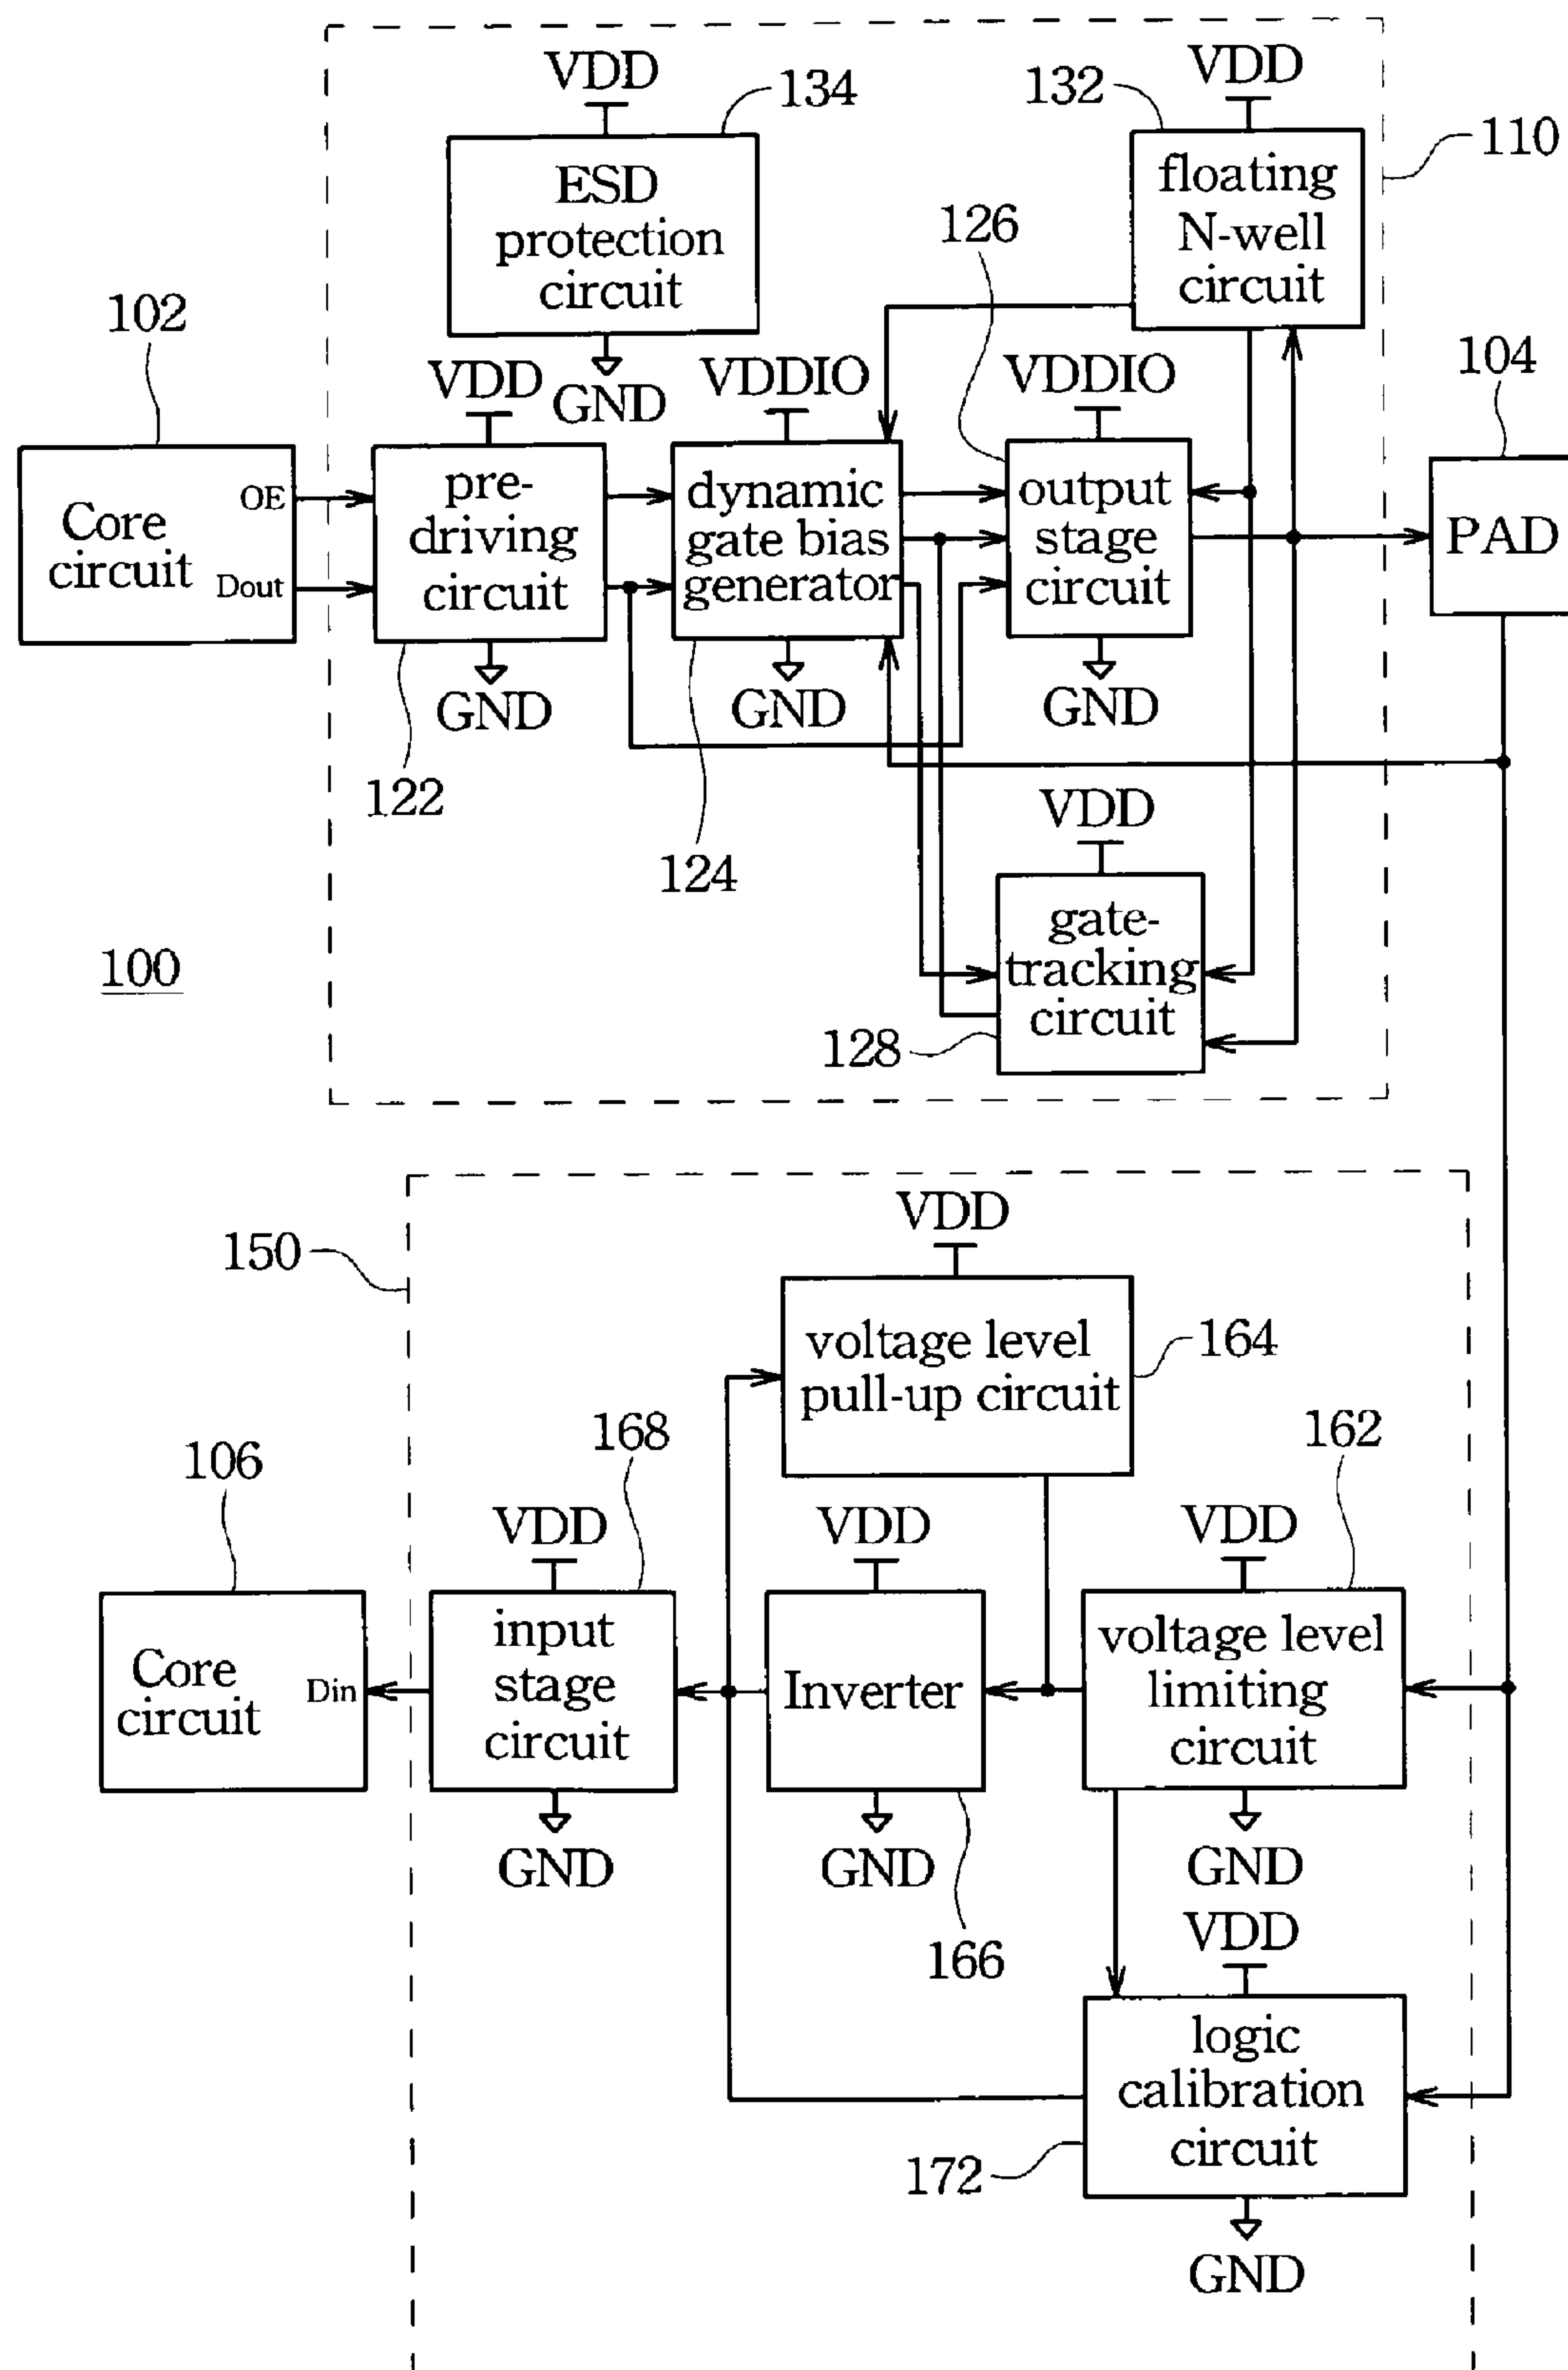 VDD
134
132
VDD
110
ESD
protection
circuit
floating
N-well
circuit
126
102
VDD
GND
VDDIO
VDDIO
104
Core
circuit
OE
Dout
pre-
driving
circuit
dynamic
gate bias
generator
output
stage
circuit
PAD
GND
GND
GND
122
124
VDD
100
gate-
tracking
circuit
128
150
VDD
voltage level
pull-up circuit
164
106
168
162
VDD
VDD
VDD
Core
circuit
Din
input
stage
circuit
Inverter
voltage level
limiting
circuit
GND
GND
GND
166
VDD
logic
calibration
circuit
172
GND